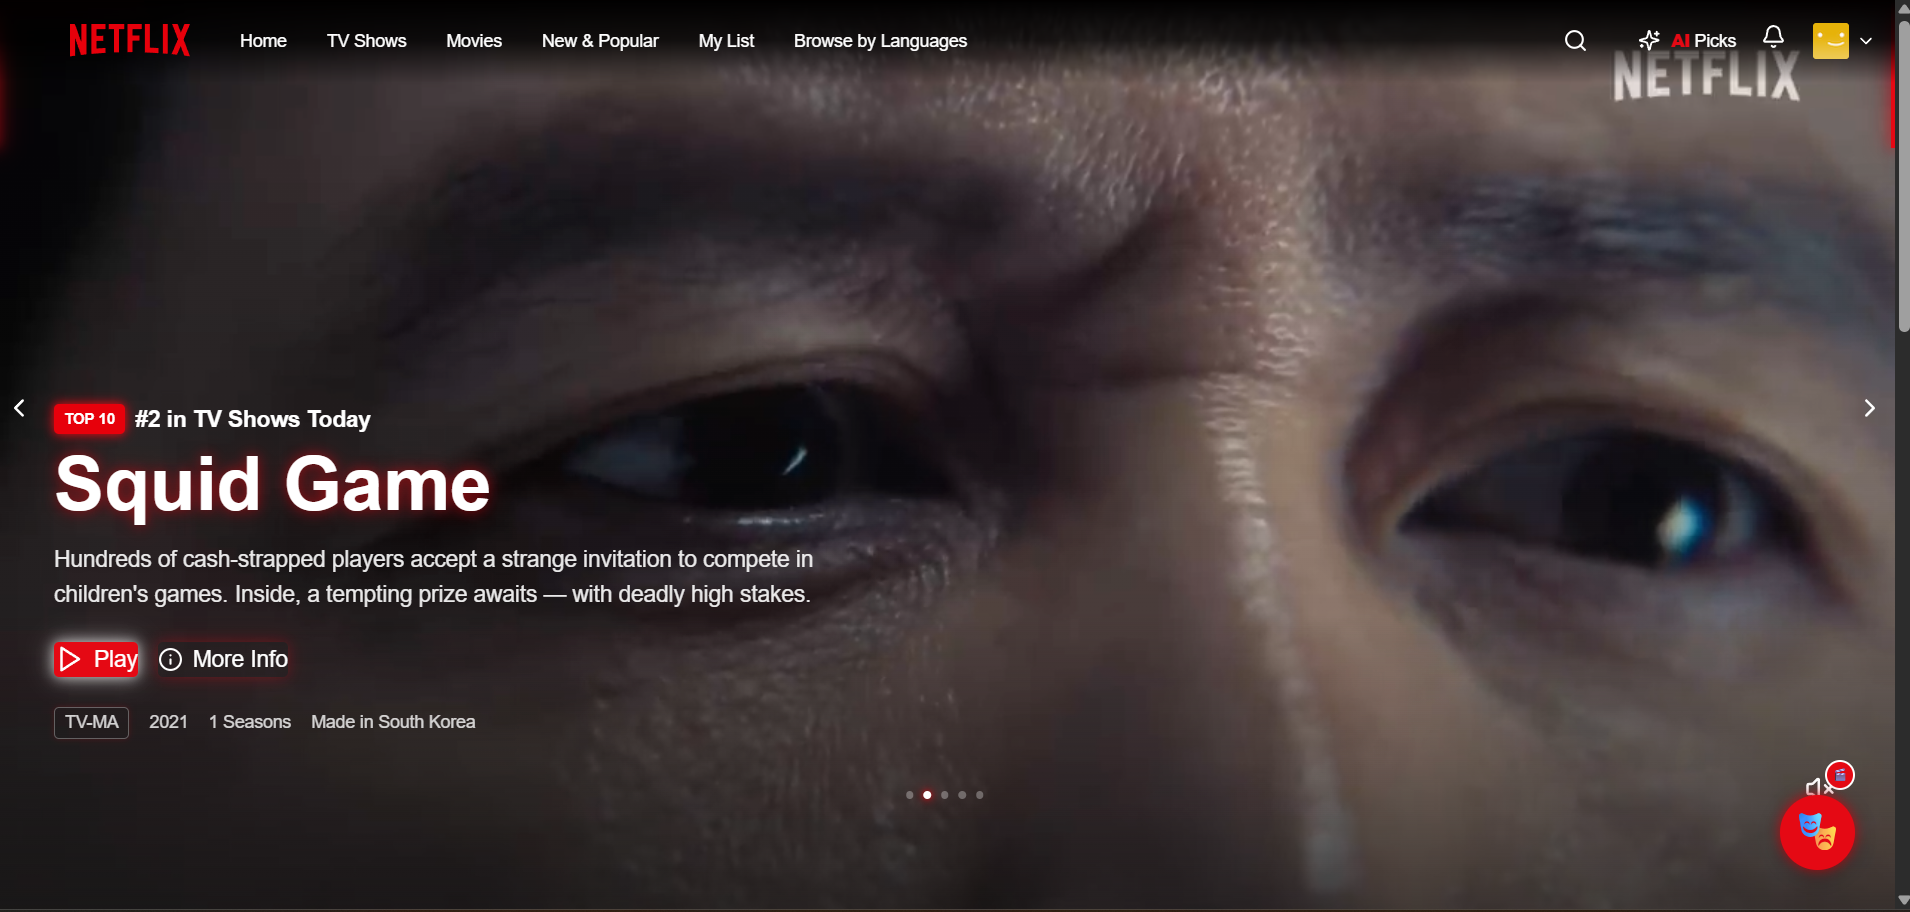 NETFLIX
Home
TV Shows
Movies
New & Popular
My List
Browse by Languages
AI Picks
NETFLIX
TOP 10
#2 in TV Shows Today
Squid Game
Hundreds of cash-strapped players accept a strange invitation to compete in
children's games. Inside, a tempting prize awaits — with deadly high stakes.
Play
More Info
TV-MA
2021
1 Seasons
Made in South Korea